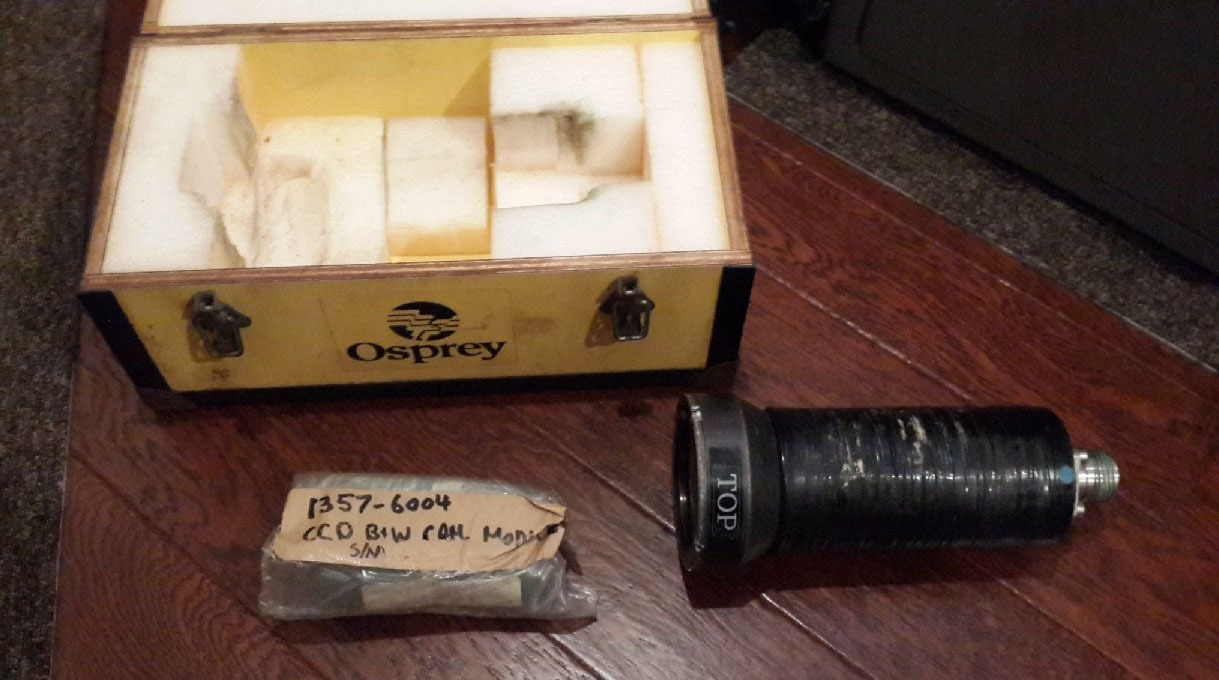 Osprey
1357-6004
CCD B+W CAM MODULE
S/N
TOP